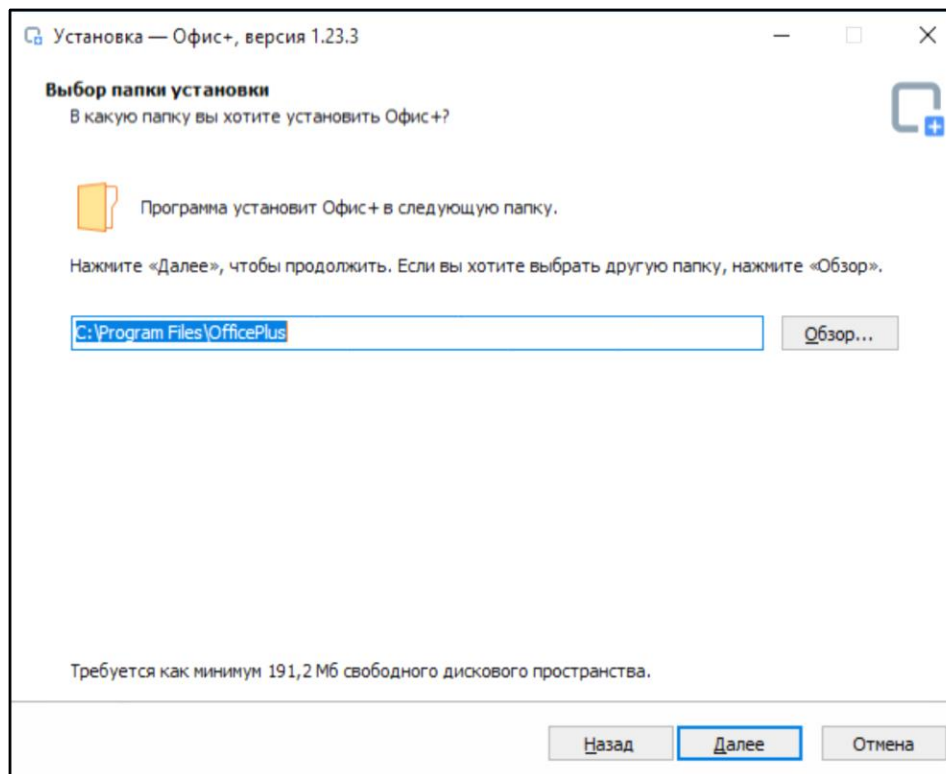 Установка — Офис+, версия 1.23.3
Выбор папки установки
В какую папку вы хотите установить Офис+?
Программа установит Офис+ в следующую папку.
Нажмите «Далее», чтобы продолжить. Если вы хотите выбрать другую папку, нажмите «Обзор».
C:\Program Files\OfficePlus
Обзор...
Требуется как минимум 191,2 Мб свободного дискового пространства.
Назад
Далее
Отмена